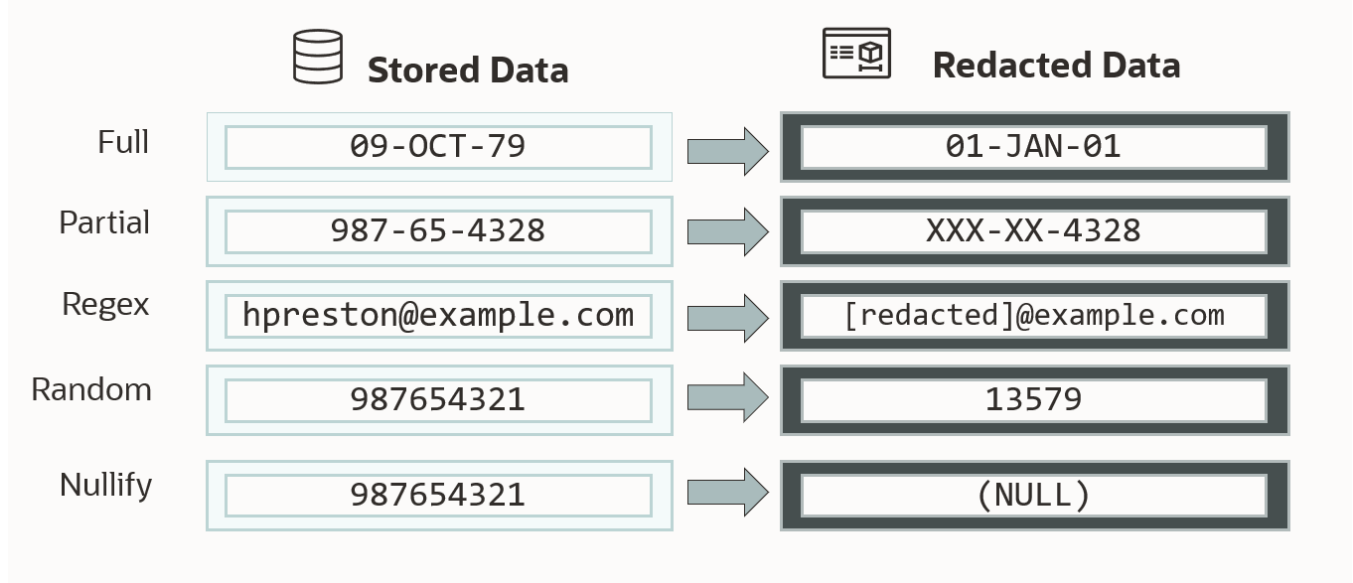 Stored Data Redacted Data
Full 09-OCT-79 01-JAN-01
Partial 987-65-4328 XXX-XX-4328
Regex hpreston@example.com [redacted]@example.com
Random 987654321 13579
Nullify 987654321 (NULL)